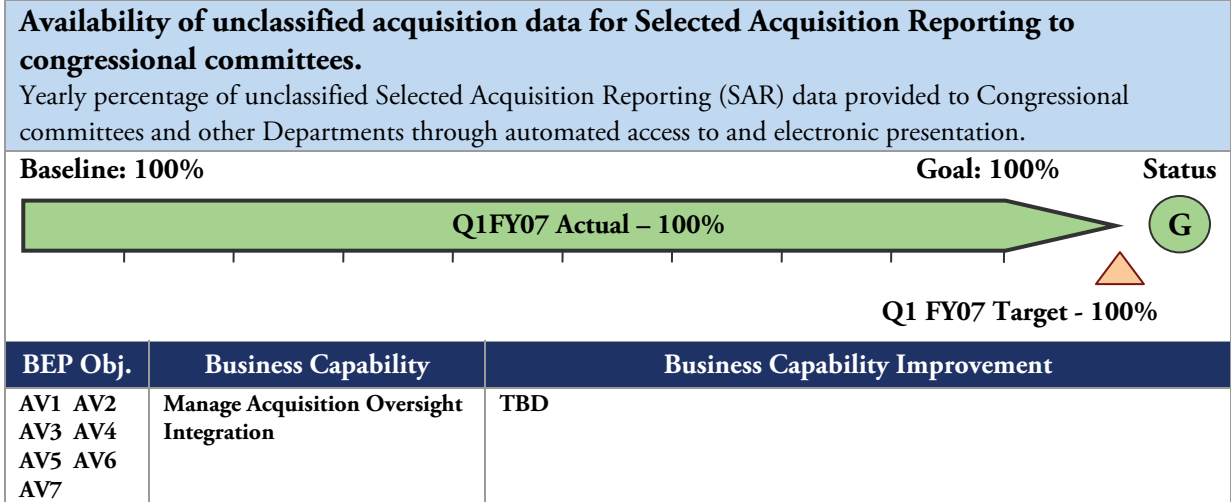 Availability of unclassified acquisition data for Selected Acquisition Reporting to
congressional committees.
Yearly percentage of unclassified Selected Acquisition Reporting (SAR) data provided to Congressional
committees and other Departments through automated access to and electronic presentation.
Baseline: 100%
Goal: 100%
Status
Q1FY07 Actual – 100%
G
Q1 FY07 Target - 100%
BEP Obj.
Business Capability
Business Capability Improvement
AV1 AV2
AV3 AV4
AV5 AV6
AV7
Manage Acquisition Oversight
Integration
TBD